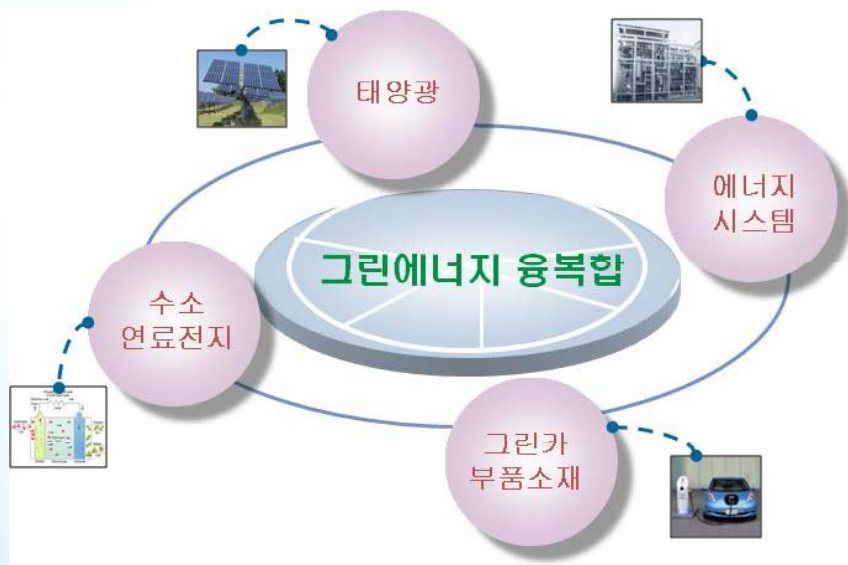 태양광
에너지
시스템
그린에너지 융복합
수소
연료전지
그린카
부품소재